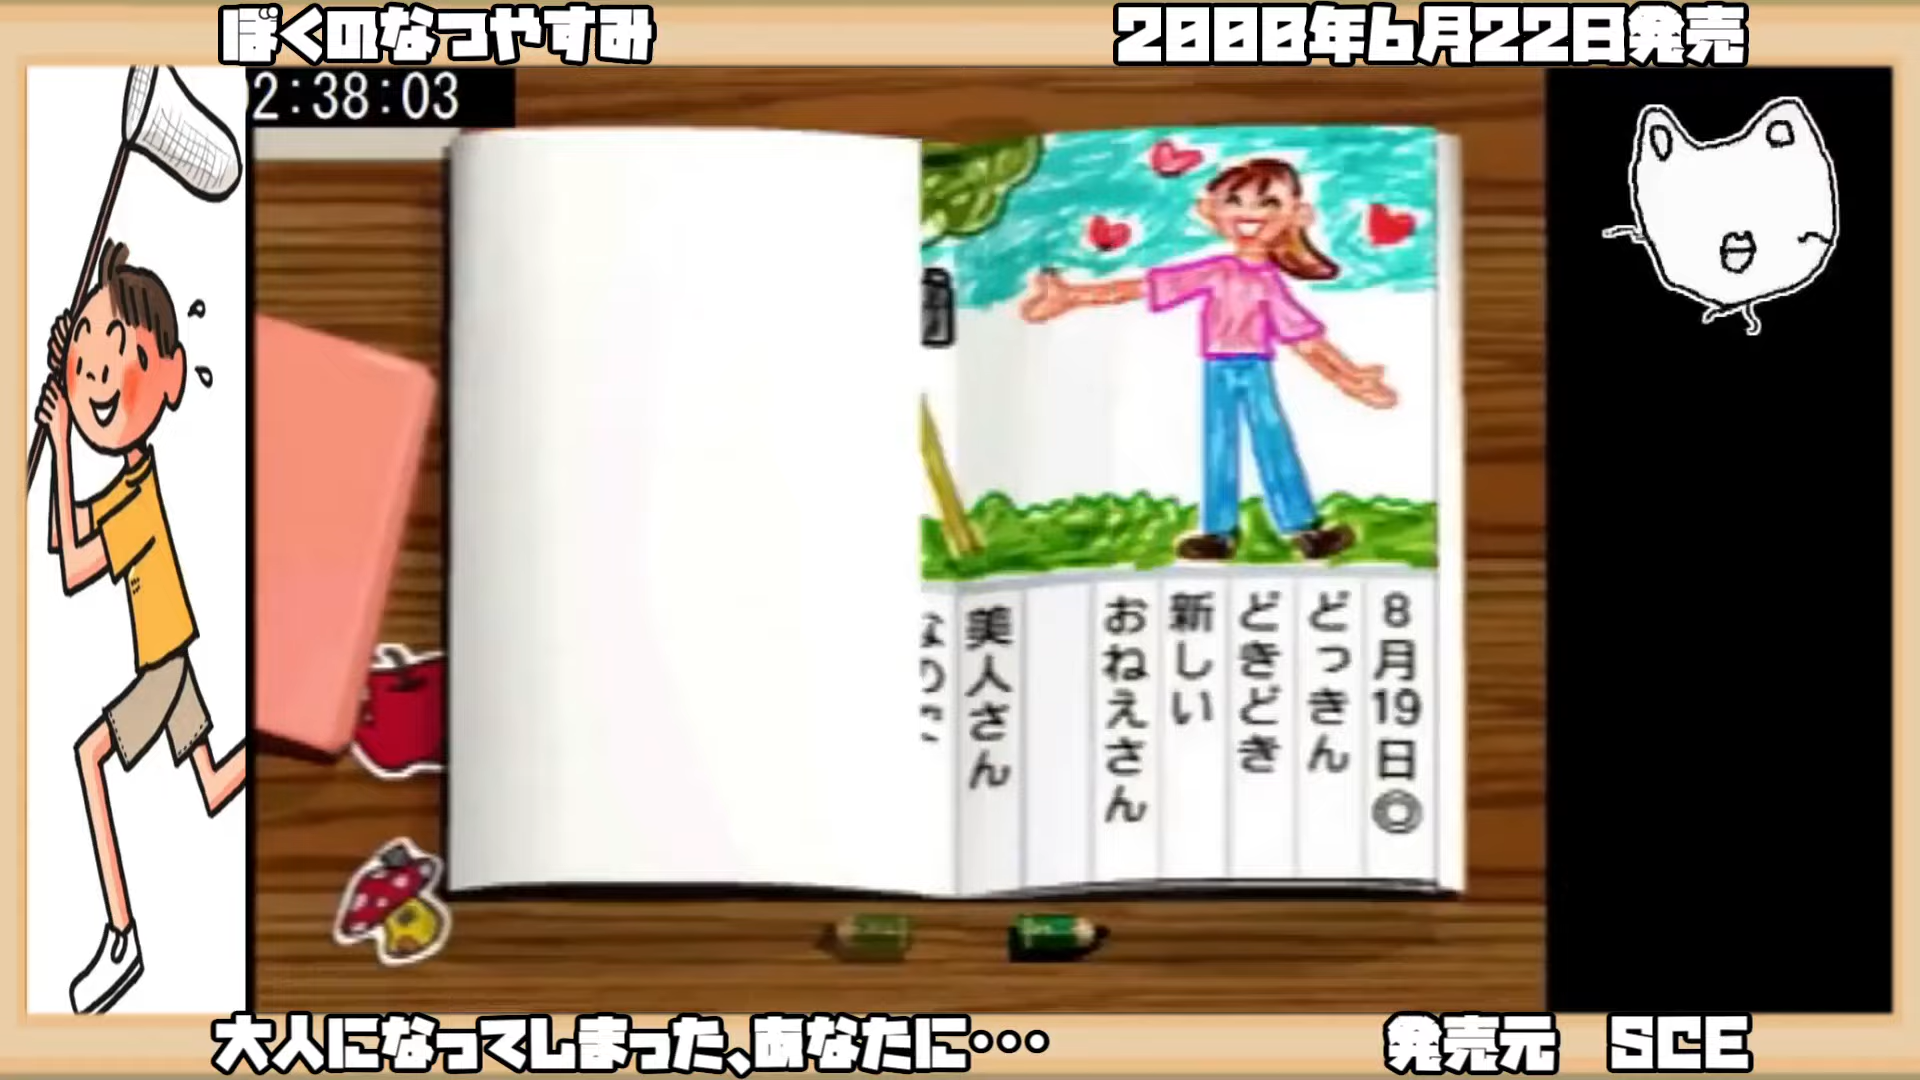 ぼくのなつやすみ
2000年6月22日発売
2:38:03
8月19日◎
どっきん
どきどき
新しい
おねえさん
美人さん
大人になってしまった、あなたに…
発売元 SCE